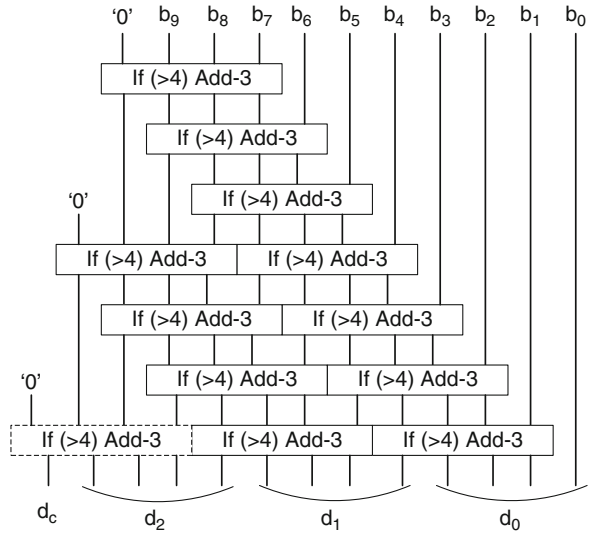 ‘0’ b9 b8 b7 b6 b5 b4 b3 b2 b1 b0
If (>4) Add-3
If (>4) Add-3
If (>4) Add-3
‘0’
If (>4) Add-3 If (>4) Add-3
If (>4) Add-3 If (>4) Add-3
If (>4) Add-3 If (>4) Add-3
‘0’
If (>4) Add-3 If (>4) Add-3 If (>4) Add-3
dc d2 d1 d0